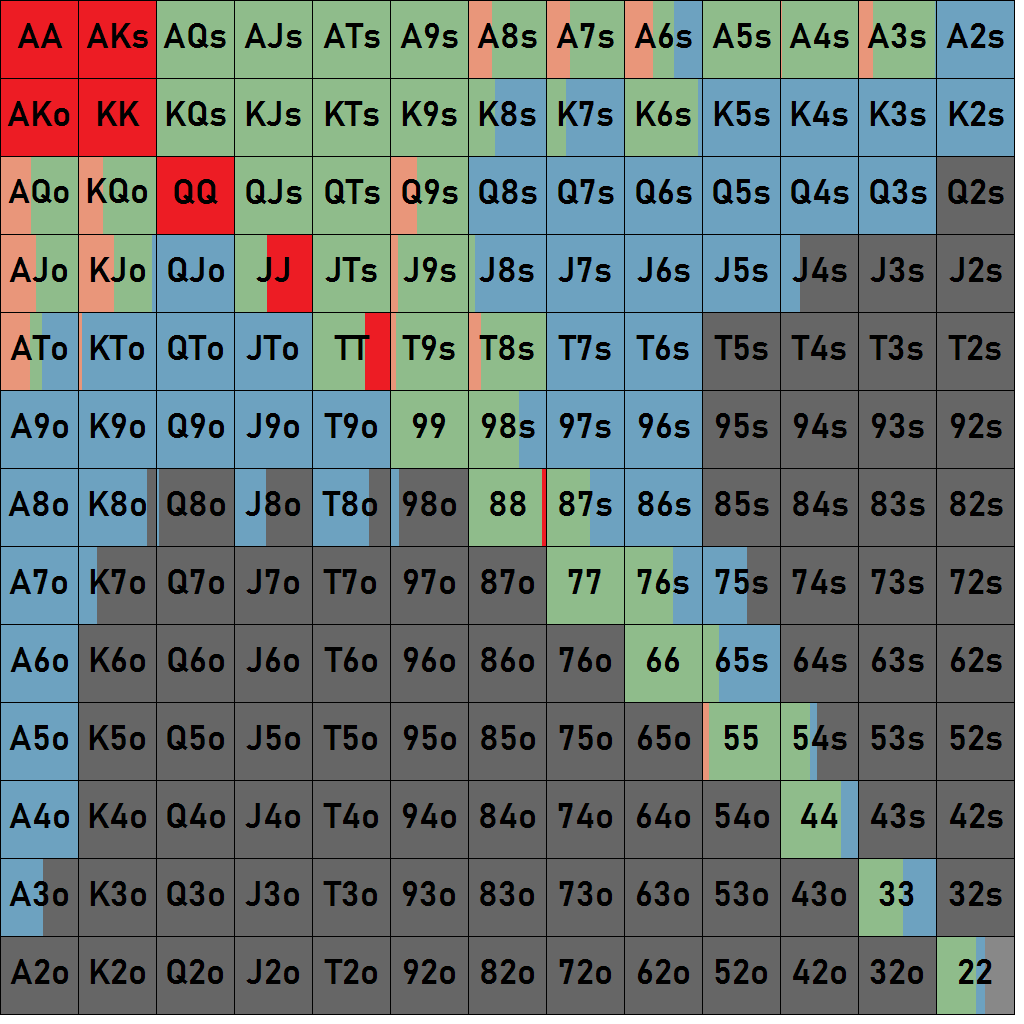 AA AKs AQs AJs ATs A9s A8s A7s A6s A5s A4s A3s A2s
AKo KK KQs KJs KTs K9s K8s K7s K6s K5s K4s K3s K2s
AQo KQo QQ QJs QTs Q9s Q8s Q7s Q6s Q5s Q4s Q3s Q2s
AJo KJo QJo JJ JTs J9s J8s J7s J6s J5s J4s J3s J2s
ATo KTo QTo JTo TT T9s T8s T7s T6s T5s T4s T3s T2s
A9o K9o Q9o J9o T9o 99 98s 97s 96s 95s 94s 93s 92s
A8o K8o Q8o J8o T8o 98o 88 87s 86s 85s 84s 83s 82s
A7o K7o Q7o J7o T7o 97o 87o 77 76s 75s 74s 73s 72s
A6o K6o Q6o J6o T6o 96o 86o 76o 66 65s 64s 63s 62s
A5o K5o Q5o J5o T5o 95o 85o 75o 65o 55 54s 53s 52s
A4o K4o Q4o J4o T4o 94o 84o 74o 64o 54o 44 43s 42s
A3o K3o Q3o J3o T3o 93o 83o 73o 63o 53o 43o 33 32s
A2o K2o Q2o J2o T2o 92o 82o 72o 62o 52o 42o 32o 22